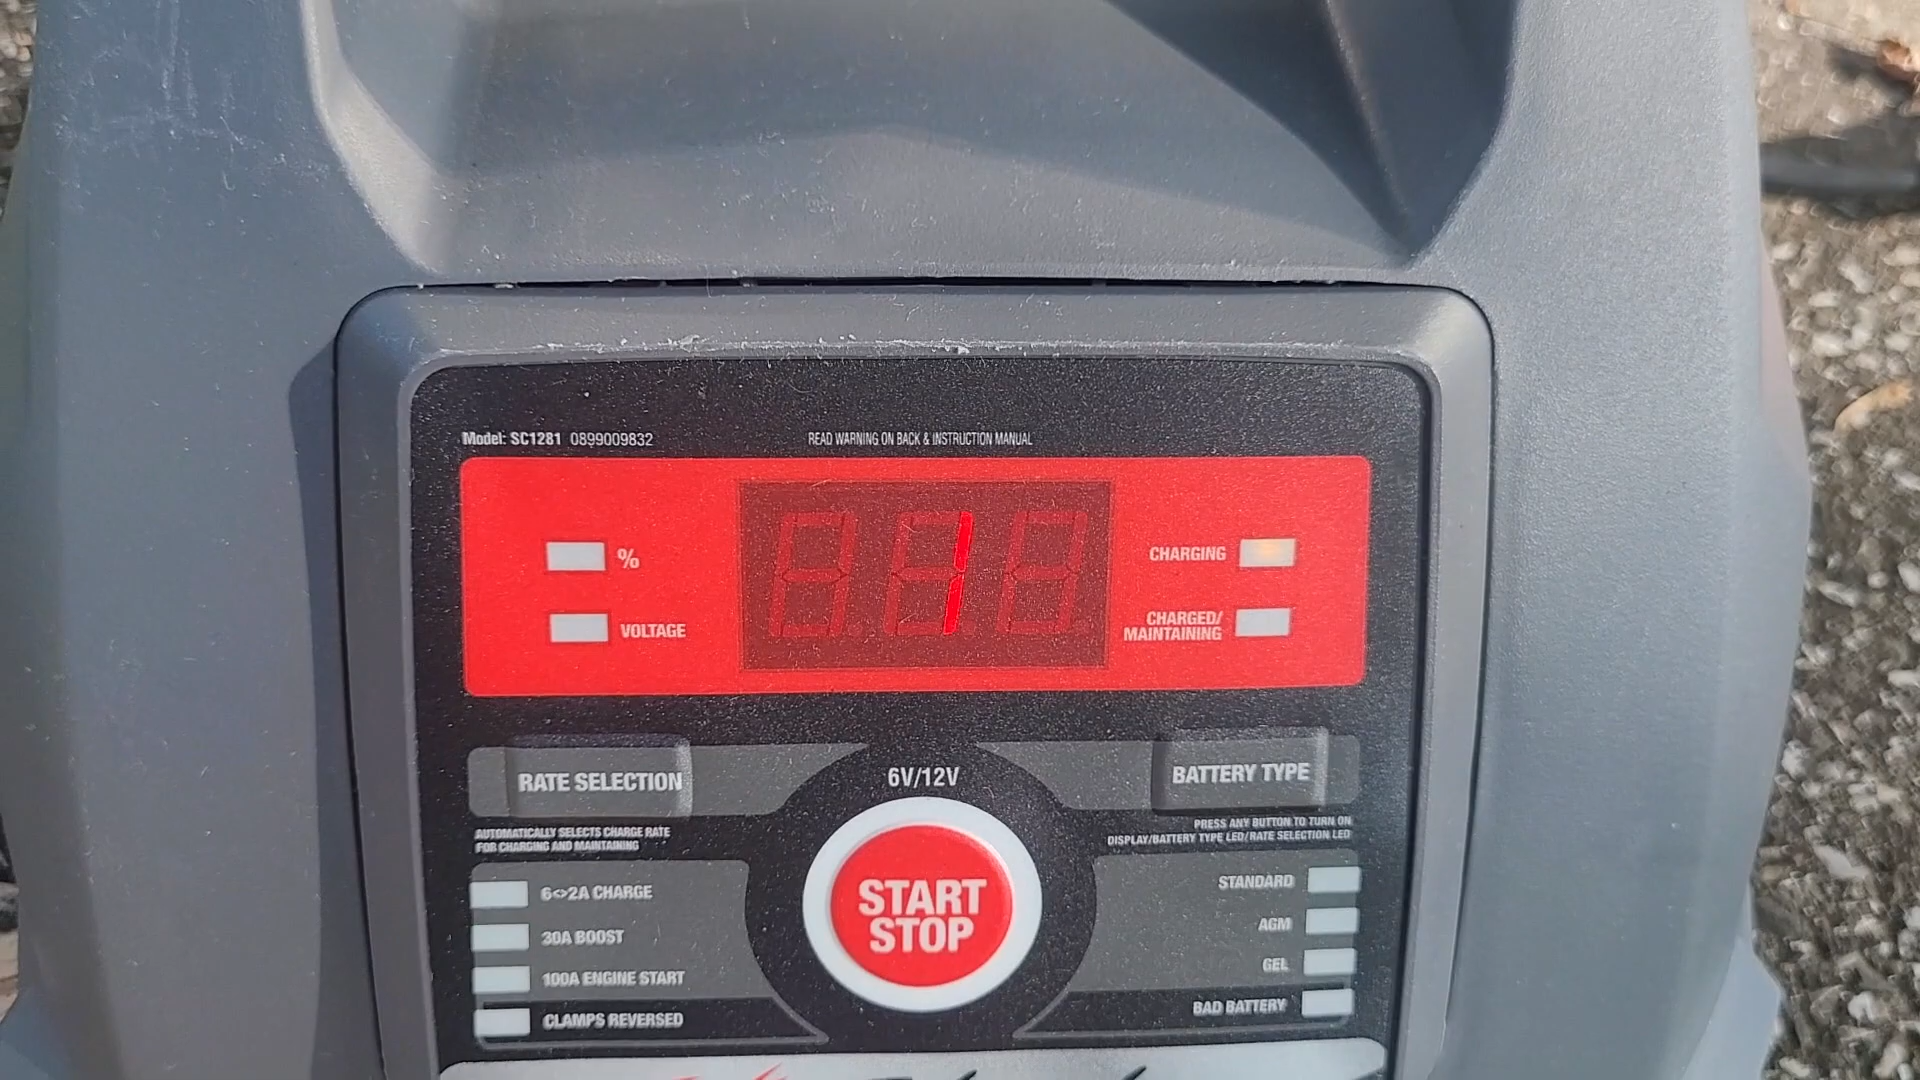 Model: SC1281 0899009832
READ WARNING ON BACK & INSTRUCTION MANUAL
%
VOLTAGE
1
CHARGING
CHARGED/
MAINTAINING
RATE SELECTION
6V/12V
BATTERY TYPE
AUTOMATICALLY SELECTS CHARGE RATE
FOR CHARGING AND MAINTAINING
PRESS ANY BUTTON TO TURN ON
DISPLAY/BATTERY TYPE LED/RATE SELECTION LED
START
STOP
6<>2A CHARGE
30A BOOST
100A ENGINE START
CLAMPS REVERSED
STANDARD
AGM
GEL
BAD BATTERY